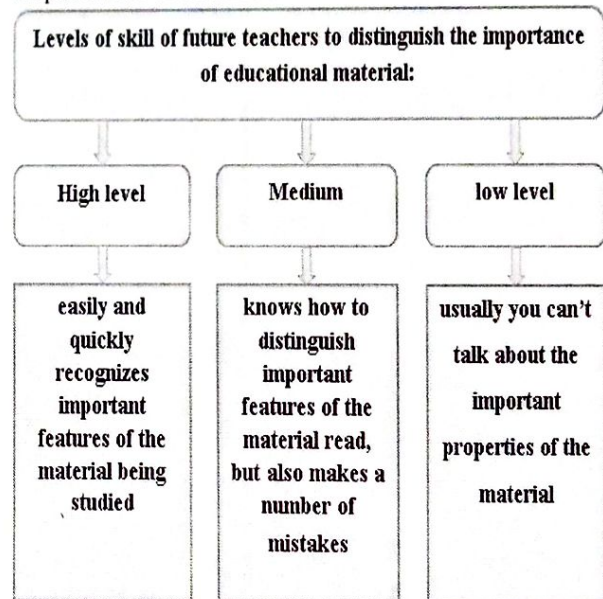 Levels of skill of future teachers to distinguish the importance
of educational material:
High level
Medium
low level
easily and
quickly
recognizes
important
features of the
material being
studied
knows how to
distinguish
important
features of the
material read,
but also makes a
number of
mistakes
usually you can't
talk about the
important
properties of the
material